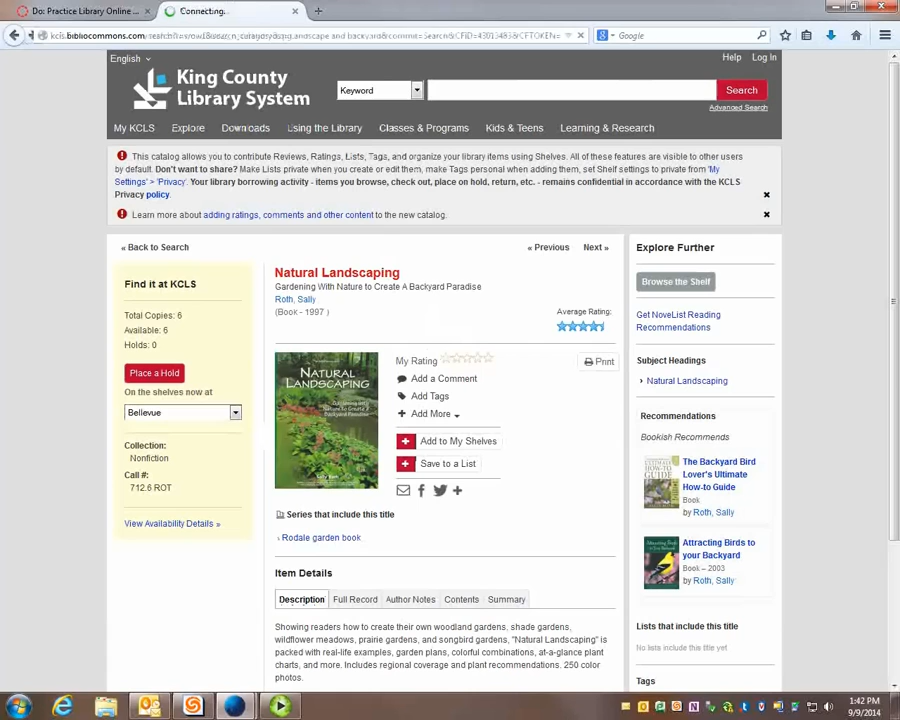 Do: Practice Library Online ...
Connecting...
Google
English
Help
Log In
King County
Library System
Keyword
Search
Advanced Search
My KCLS
Explore
Downloads
Using the Library
Classes & Programs
Kids & Teens
Learning & Research
This catalog allows you to contribute Reviews, Ratings, Lists, Tags, and organize your library items using Shelves. All of these features are visible to other users
by default. Don't want to share? Make Lists private when you create or edit them, make Tags personal when adding them, set Shelf settings to private from 'My
Settings' > 'Privacy'. Your library borrowing activity - items you browse, check out, place on hold, return, etc. - remains confidential in accordance with the KCLS
Privacy policy.
Learn more about adding ratings, comments and other content to the new catalog.
« Back to Search
« Previous
Next »
Find it at KCLS
Total Copies: 6
Available: 6
Holds: 0
Place a Hold
On the shelves now at
Bellevue
Collection:
Nonfiction
Call #:
712.6 ROT
View Availability Details »
Natural Landscaping
Gardening With Nature to Create A Backyard Paradise
Roth, Sally
(Book - 1997 )
Average Rating:
NATURAL
LANDSCAPING
My Rating
Print
Add a Comment
Add Tags
Add More
Add to My Shelves
Save to a List
Series that include this title
› Rodale garden book
Item Details
Description
Full Record
Author Notes
Contents
Summary
Showing readers how to create their own woodland gardens, shade gardens,
wildflower meadows, prairie gardens, and songbird gardens, "Natural Landscaping" is
packed with real-life examples, garden plans, colorful combinations, at-a-glance plant
charts, and more. Includes regional coverage and plant recommendations. 250 color
photos.
Explore Further
Browse the Shelf
Get NoveList Reading
Recommendations
Subject Headings
› Natural Landscaping
Recommendations
Bookish Recommends
The Backyard Bird
Lover's Ultimate
How-to Guide
Book
by Roth, Sally
Attracting Birds to
your Backyard
Book – 2003
by Roth, Sally
Lists that include this title
No lists include this title yet
Tags
1:42 PM
9/9/2014